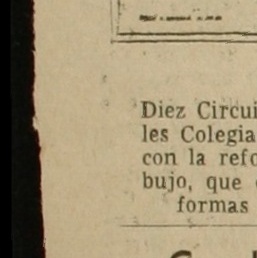 Diez Circui
les Colegia
con la refo
bujo, que
formas